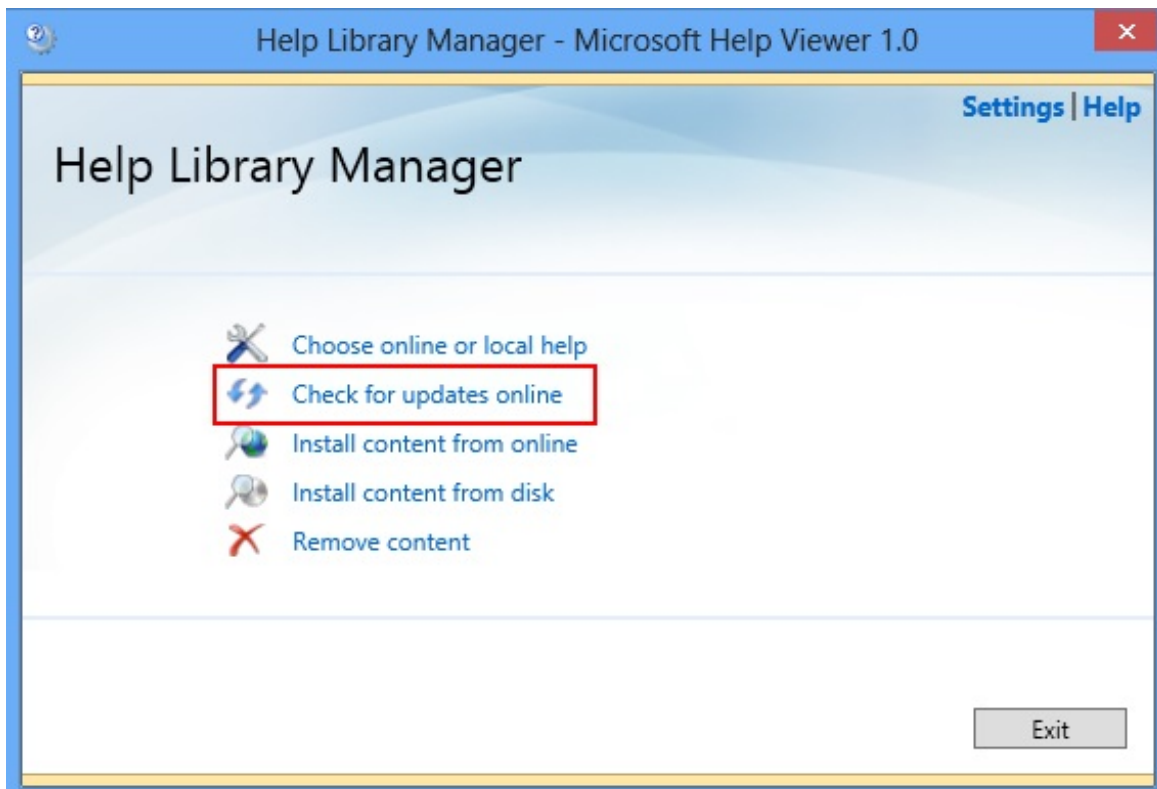 Help Library Manager - Microsoft Help Viewer 1.0
Settings | Help
Help Library Manager
Choose online or local help
Check for updates online
Install content from online
Install content from disk
Remove content
Exit